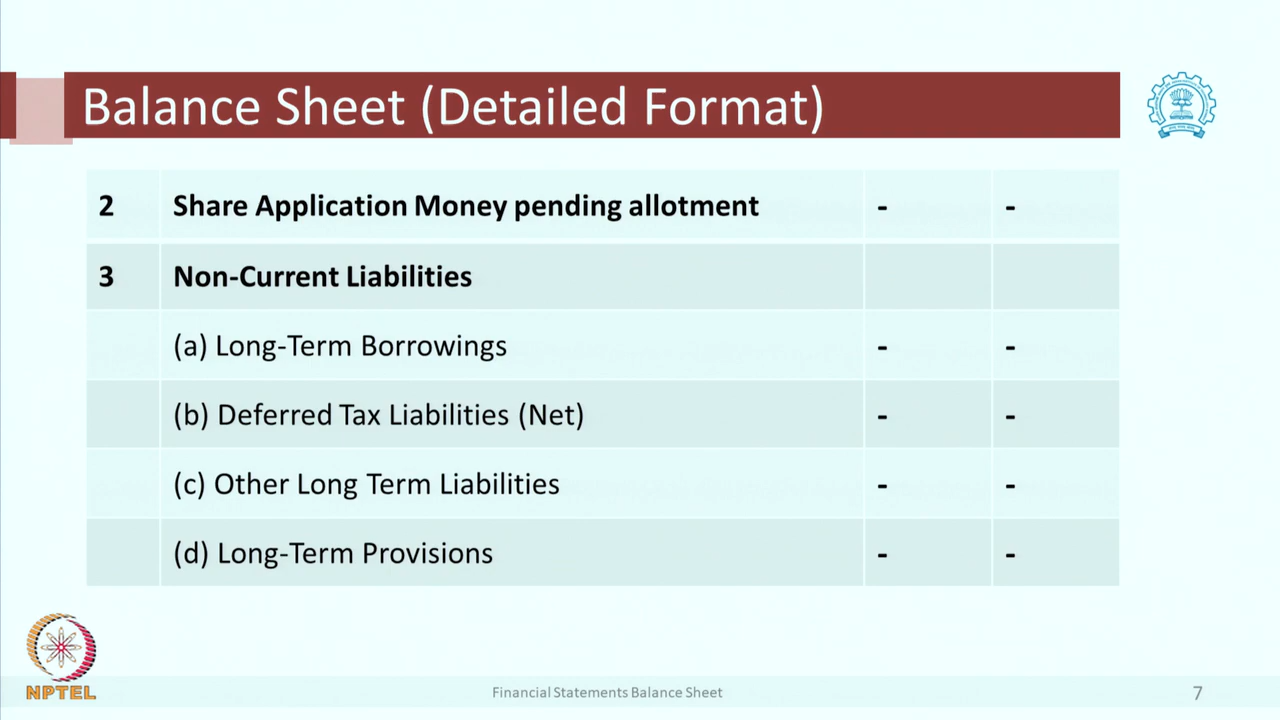 Balance Sheet (Detailed Format)
2 Share Application Money pending allotment - -
3 Non-Current Liabilities
(a) Long-Term Borrowings - -
(b) Deferred Tax Liabilities (Net) - -
(c) Other Long Term Liabilities - -
(d) Long-Term Provisions - -
NPTEL
Financial Statements Balance Sheet
7